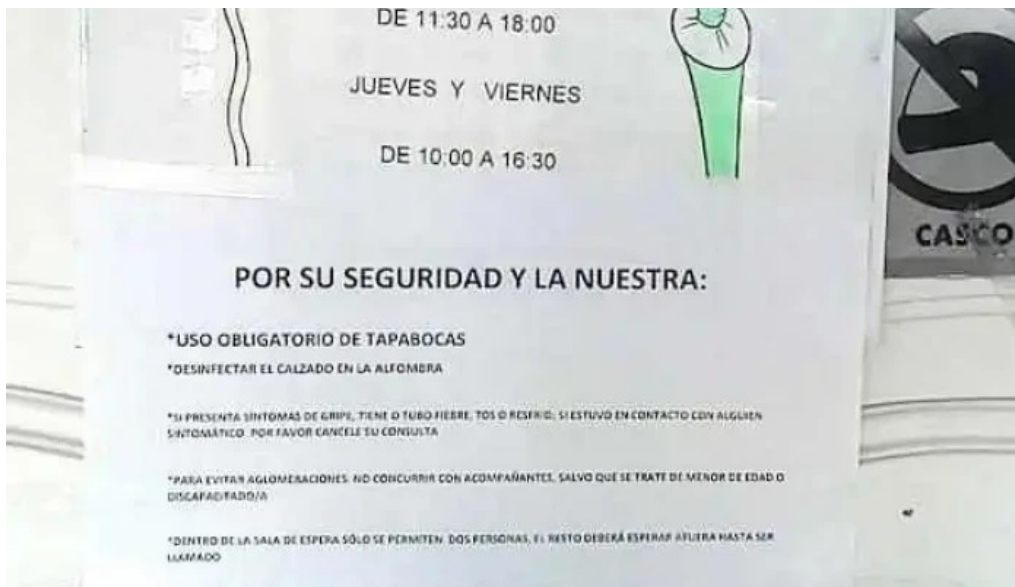 DE 11:30 A 18:00
JUEVES Y VIERNES
DE 10:00 A 16:30
CASCO
POR SU SEGURIDAD Y LA NUESTRA:
*USO OBLIGATORIO DE TAPABOCAS
*DESINFECTAR EL CALZADO EN LA ALFOMBRA
*SI PRESENTA SINTOMAS DE GRIPE, TIENE O TUBO FIEBRE, TOS O RESFRIO, SI ESTUVO EN CONTACTO CON ALGUIEN
SINTOMÁTICO POR FAVOR CANCELE SU CONSULTA
*PARA EVITAR AGLOMERACIONES NO CONCURRIR CON ACOMPAÑANTES, SALVO QUE SE TRATE DE MENOR DE EDAD O
DISCAPACITADO/A
*DENTRO DE LA SALA DE ESPERA SÓLO SE PERMITEN DOS PERSONAS, EL RESTO DEBERÁ ESPERAR AFUERA HASTA SER
LLAMADO